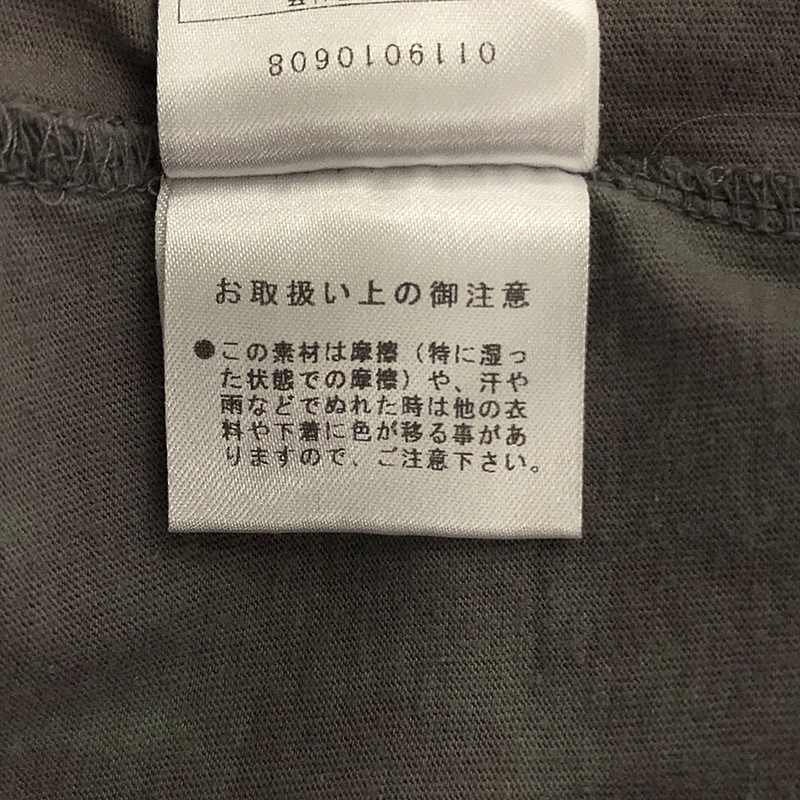 0119010608
お取扱い上の御注意
●この素材は摩擦（特に湿っ
た状態での摩擦）や、汗や
雨などでぬれた時は他の衣
料や下着に色が移る事があ
りますので、ご注意下さい。